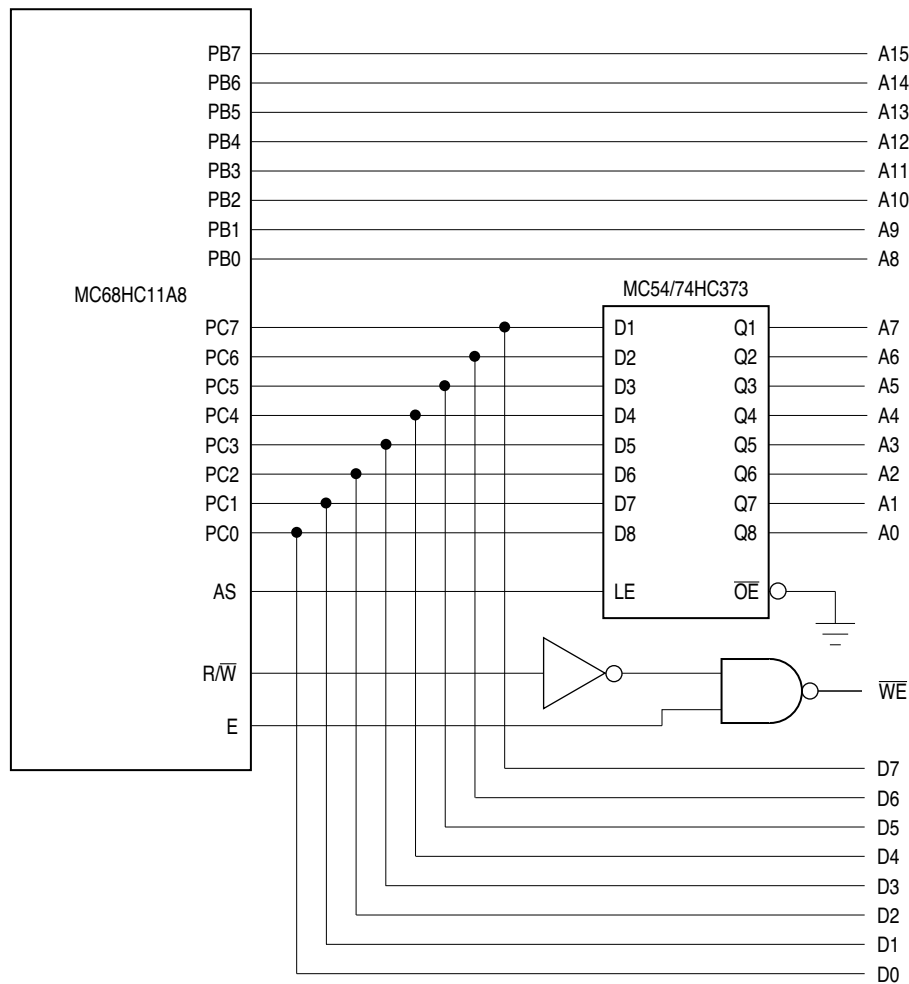 PB7 A15
PB6 A14
PB5 A13
PB4 A12
PB3 A11
PB2 A10
PB1 A9
PB0 A8
MC68HC11A8 MC54/74HC373
PC7 D1 Q1 A7
PC6 D2 Q2 A6
PC5 D3 Q3 A5
PC4 D4 Q4 A4
PC3 D5 Q5 A3
PC2 D6 Q6 A2
PC1 D7 Q7 A1
PC0 D8 Q8 A0
AS LE O̅E̅
R/W̅
W̅E̅
E
D7
D6
D5
D4
D3
D2
D1
D0